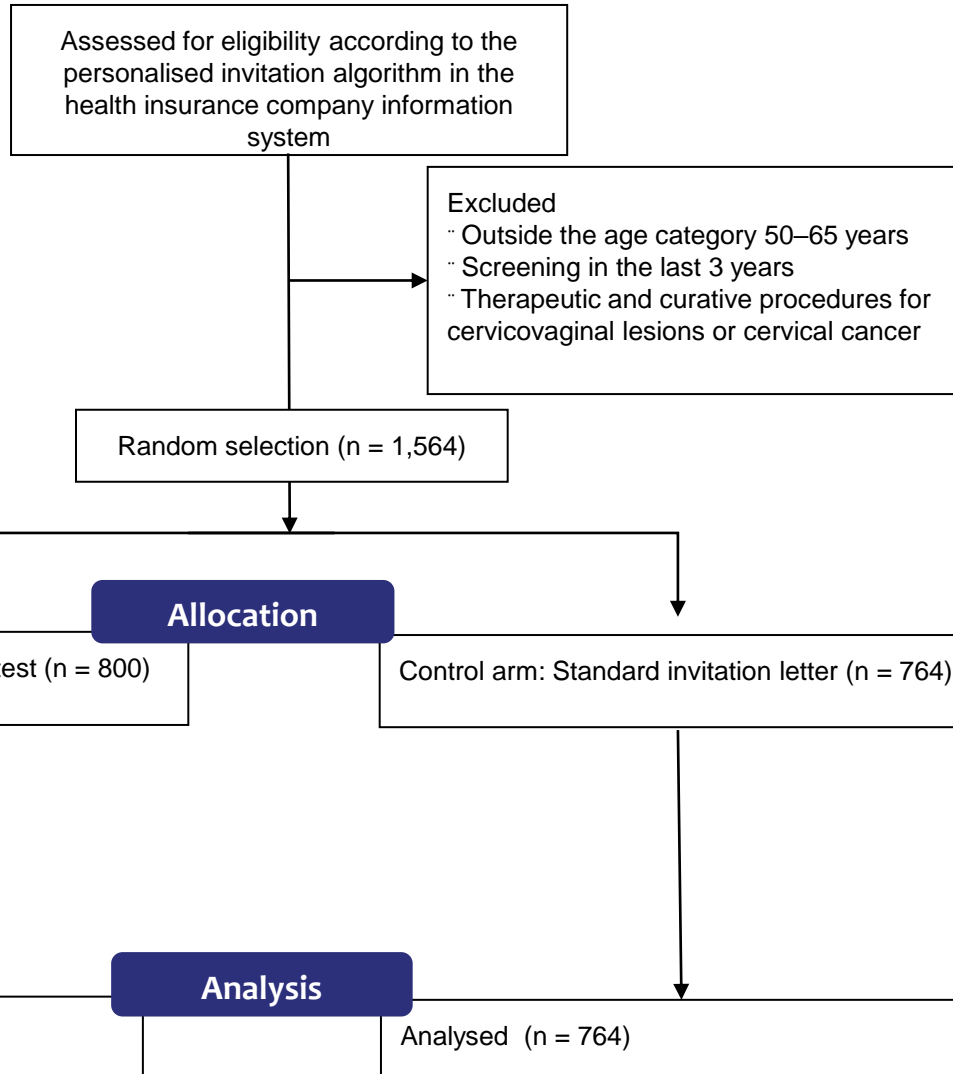 Assessed for eligibility according to the
personalised invitation algorithm in the
health insurance company information
system
Excluded
¨ Outside the age category 50–65 years
¨ Screening in the last 3 years
¨ Therapeutic and curative procedures for
cervicovaginal lesions or cervical cancer
Random selection (n = 1,564)
Allocation
(n = 800)
Control arm: Standard invitation letter (n = 764)
Analysis
Analysed (n = 764)